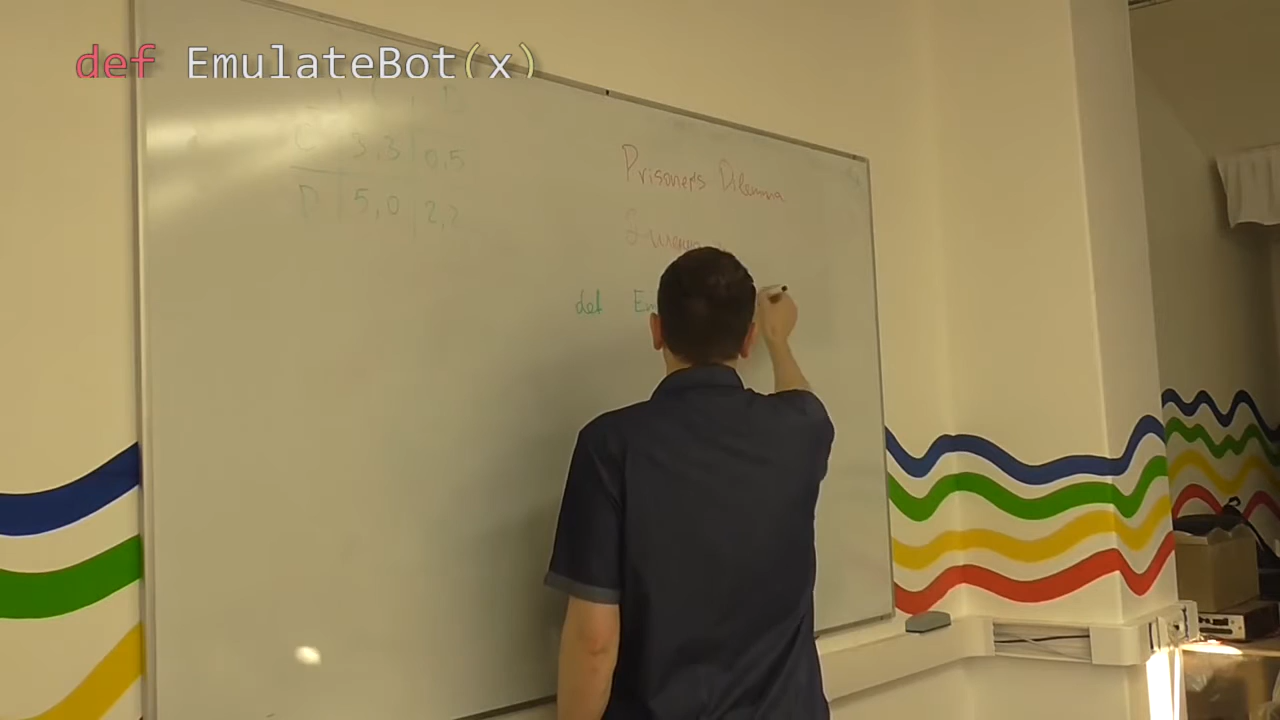 def EmulateBot(x)
C D
C 3,3 0,5
D 5,0 2,2
Prisoner's Dilemma
def